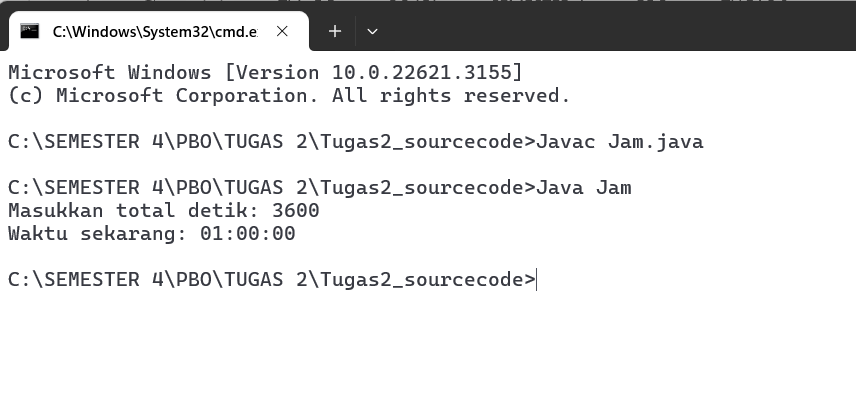 C:\Windows\System32\cmd.e
Microsoft Windows [Version 10.0.22621.3155]
(c) Microsoft Corporation. All rights reserved.
C:\SEMESTER 4\PBO\TUGAS 2\Tugas2_sourcecode>Javac Jam.java
C:\SEMESTER 4\PBO\TUGAS 2\Tugas2_sourcecode>Java Jam
Masukkan total detik: 3600
Waktu sekarang: 01:00:00
C:\SEMESTER 4\PBO\TUGAS 2\Tugas2_sourcecode>